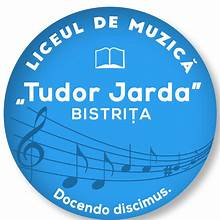 LICEUL DE MUZICĂ
„Tudor Jarda”
BISTRIȚA
Docendo discimus.